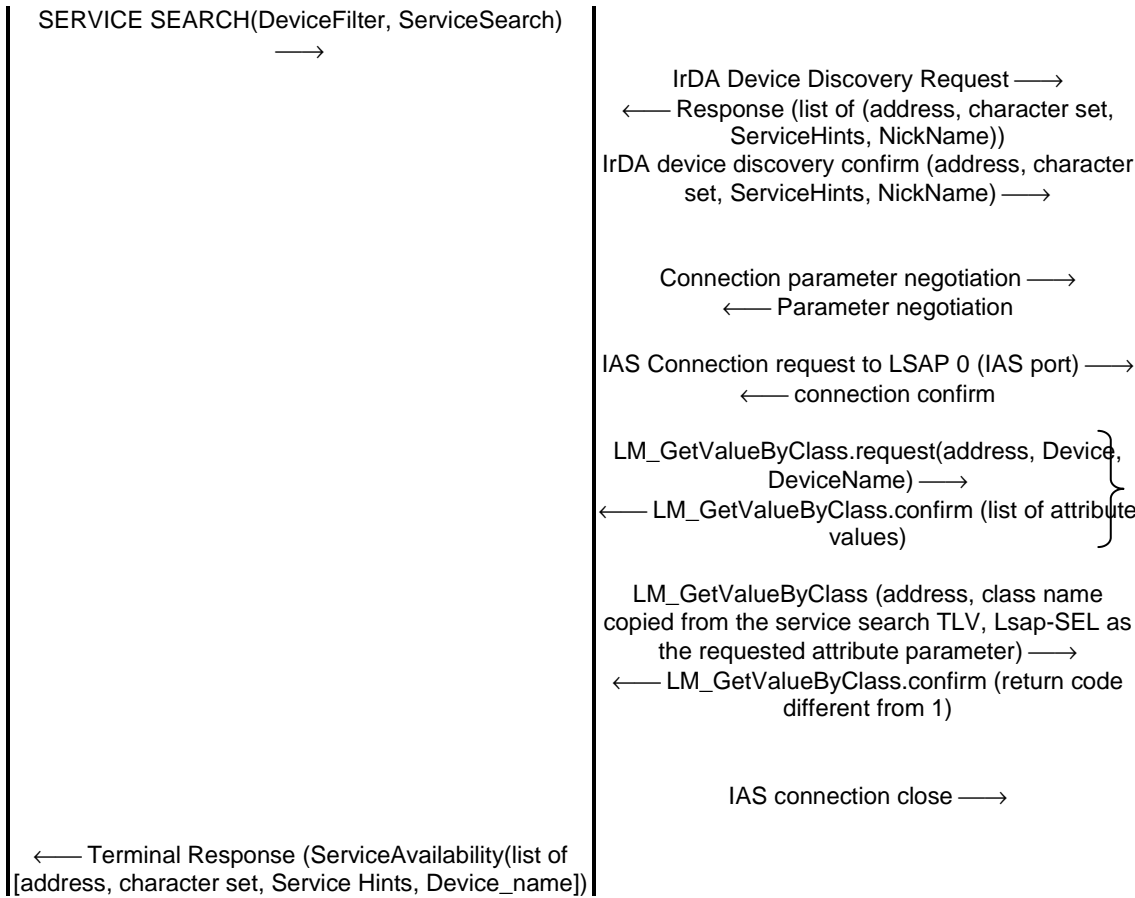 SERVICE SEARCH(DeviceFilter, ServiceSearch)
⟶
IrDA Device Discovery Request ⟶
⟵ Response (list of (address, character set,
ServiceHints, NickName))
IrDA device discovery confirm (address, character
set, ServiceHints, NickName) ⟶
Connection parameter negotiation ⟶
⟵ Parameter negotiation
IAS Connection request to LSAP 0 (IAS port) ⟶
⟵ connection confirm
LM_GetValueByClass.request(address, Device,
DeviceName) ⟶
⟵ LM_GetValueByClass.confirm (list of attribute
values)
LM_GetValueByClass (address, class name
copied from the service search TLV, Lsap-SEL as
the requested attribute parameter) ⟶
⟵ LM_GetValueByClass.confirm (return code
different from 1)
IAS connection close ⟶
⟵ Terminal Response (ServiceAvailability(list of
[address, character set, Service Hints, Device_name])